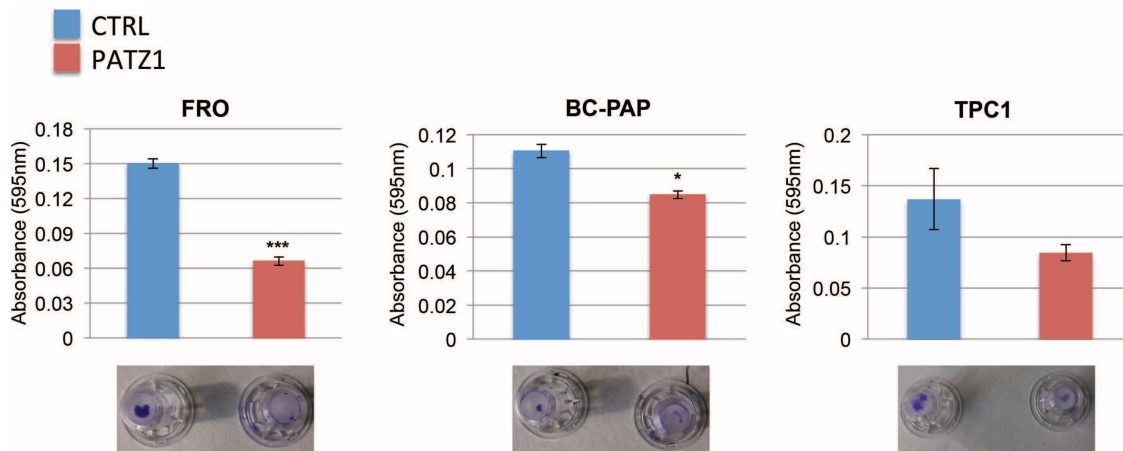 CTRL
PATZ1
FRO
Absorbance (595nm)
0.18
0.15
0.12
0.09
0.06
0.03
0
***
BC-PAP
Absorbance (595nm)
0.12
0.1
0.08
0.06
0.04
0.02
0
*
TPC1
Absorbance (595nm)
0.2
0.15
0.1
0.05
0